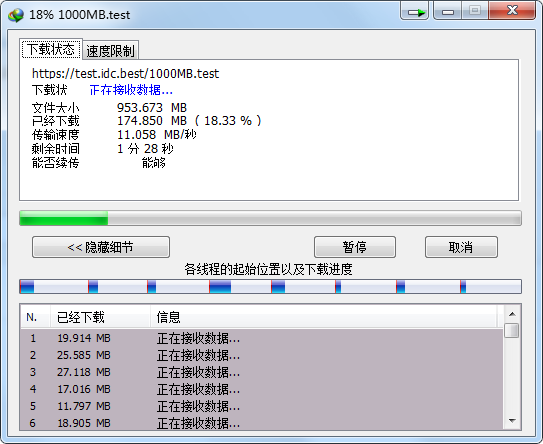 18% 1000MB.test
下载状态 速度限制
https://test.idc.best/1000MB.test
下载状 正在接收数据...
文件大小 953.673 MB
已经下载 174.850 MB ( 18.33 % )
传输速度 11.058 MB/秒
剩余时间 1 分 28 秒
能否续传 能够
<< 隐藏细节 暂停 取消
各线程的起始位置以及下载进度
N. 已经下载 信息
1 19.914 MB 正在接收数据...
2 25.585 MB 正在接收数据...
3 27.118 MB 正在接收数据...
4 17.016 MB 正在接收数据...
5 11.797 MB 正在接收数据...
6 18.905 MB 正在接收数据...